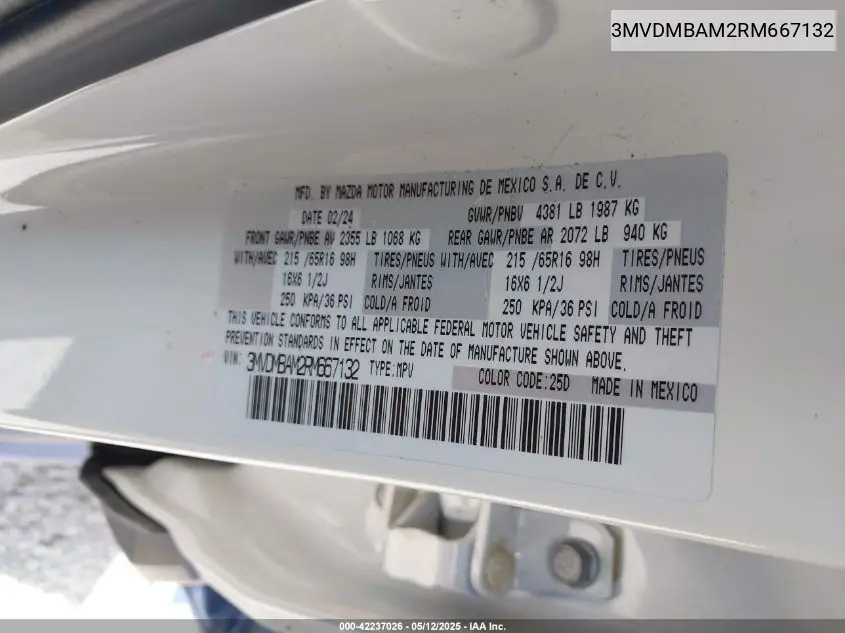 3MVDMBAM2RM667132
MFD. BY MAZDA MOTOR MANUFACTURING DE MEXICO S.A. DE C.V.
DATE 02/24 GVWR/PNBV 4381 LB 1987 KG
FRONT GAWR/PNBE AV 2355 LB 1068 KG REAR GAWR/PNBE AR 2072 LB 940 KG
WITH/AVEC 215 /65R16 98H TIRES/PNEUS WITH/AVEC 215 /65R16 98H TIRES/PNEUS
16X6 1/2J RIMS/JANTES 16X6 1/2J RIMS/JANTES
250 KPA/36 PSI COLD/A FROID 250 KPA/36 PSI COLD/A FROID
THIS VEHICLE CONFORMS TO ALL APPLICABLE FEDERAL MOTOR VEHICLE SAFETY AND THEFT
PREVENTION STANDARDS IN EFFECT ON THE DATE OF MANUFACTURE SHOWN ABOVE.
VIN: 3MVDMBAM2RM667132 TYPE:MPV COLOR CODE:25D MADE IN MEXICO
000-42237026 - 05/12/2025 - IAA Inc.